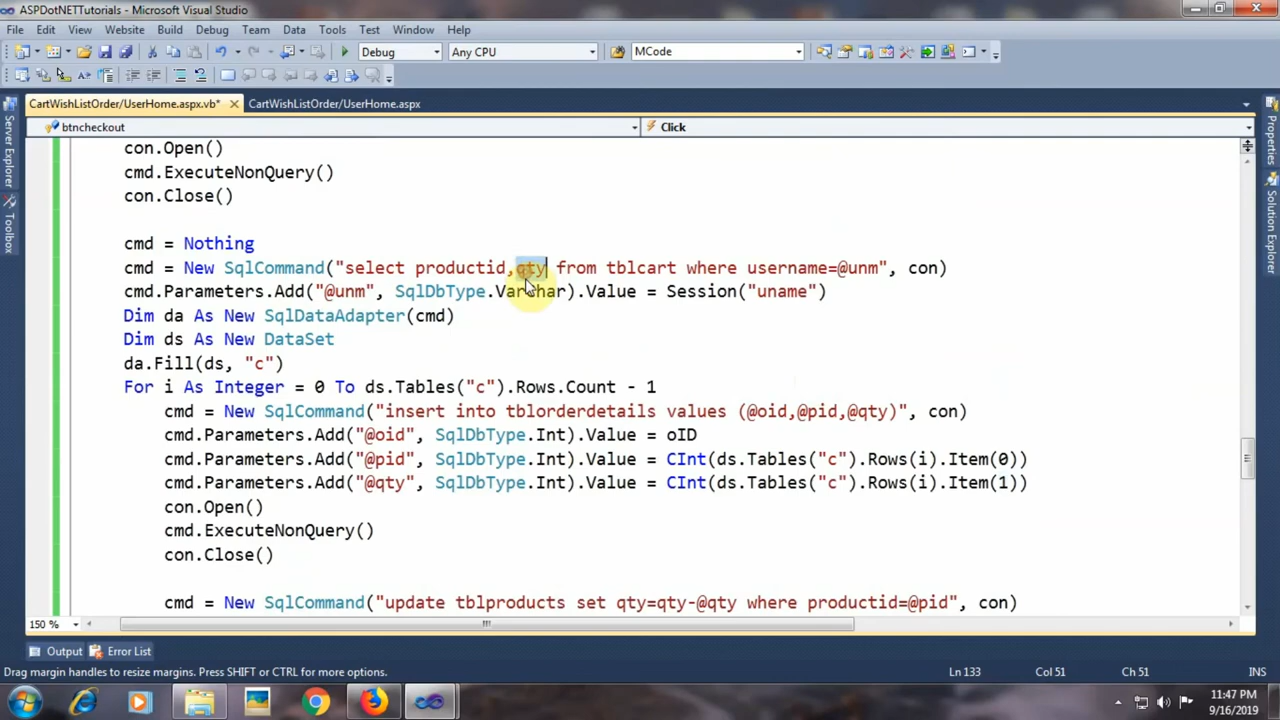 ASPDotNETTutorials - Microsoft Visual Studio
File Edit View Website Build Debug Team Data Tools Test Window Help
Debug Any CPU MCode
CartWishListOrder/UserHome.aspx.vb* CartWishListOrder/UserHome.aspx
btncheckout Click
con.Open()
cmd.ExecuteNonQuery()
con.Close()
cmd = Nothing
cmd = New SqlCommand("select productid,qty from tblcart where username=@unm", con)
cmd.Parameters.Add("@unm", SqlDbType.Varchar).Value = Session("uname")
Dim da As New SqlDataAdapter(cmd)
Dim ds As New DataSet
da.Fill(ds, "c")
For i As Integer = 0 To ds.Tables("c").Rows.Count - 1
cmd = New SqlCommand("insert into tblorderdetails values (@oid,@pid,@qty)", con)
cmd.Parameters.Add("@oid", SqlDbType.Int).Value = oID
cmd.Parameters.Add("@pid", SqlDbType.Int).Value = CInt(ds.Tables("c").Rows(i).Item(0))
cmd.Parameters.Add("@qty", SqlDbType.Int).Value = CInt(ds.Tables("c").Rows(i).Item(1))
con.Open()
cmd.ExecuteNonQuery()
con.Close()
cmd = New SqlCommand("update tblproducts set qty=qty-@qty where productid=@pid", con)
150 %
Output Error List
Drag margin handles to resize margins. Press SHIFT or CTRL for more options. Ln 133 Col 51 Ch 51 INS
11:47 PM
9/16/2019
Server Explorer
Toolbox
Properties
Solution Explorer